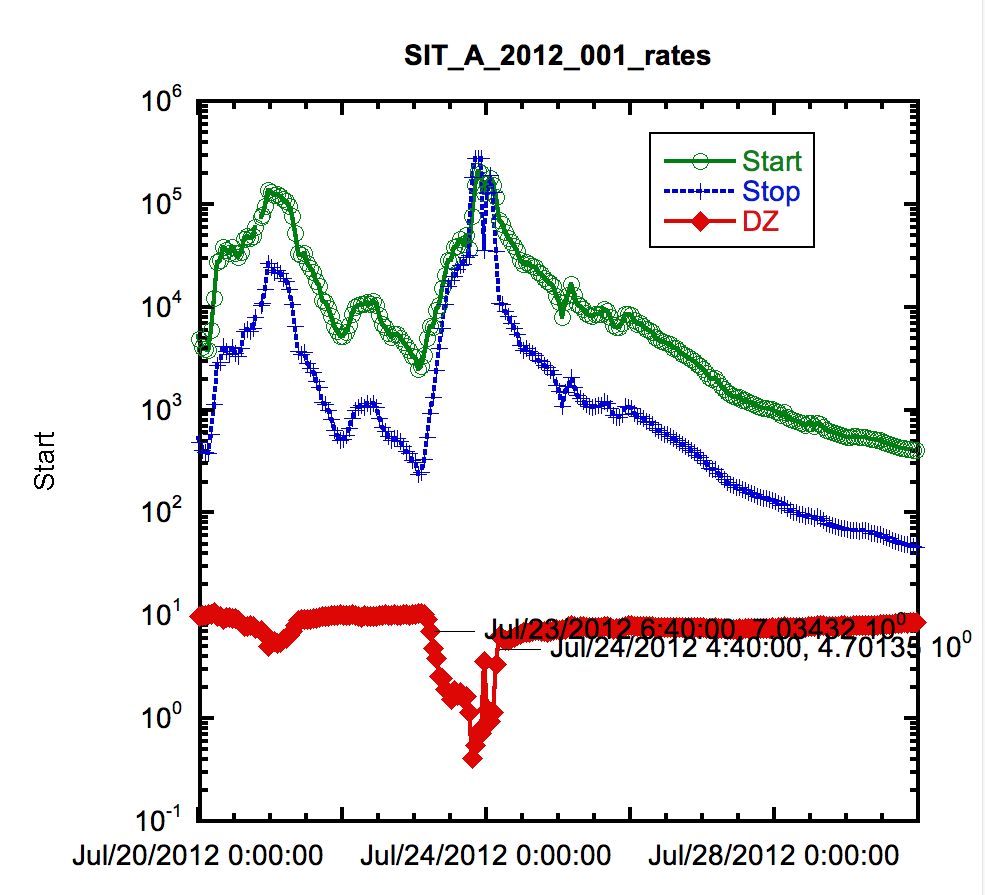 SIT_A_2012_001_rates
10^6
Start
Stop
DZ
10^5
10^4
10^3
Start
10^2
10^1
Jul/23/2012 6:40:00, 7.03432 10^0
Jul/24/2012 4:40:00, 4.70135 10^0
10^0
10^-1
Jul/20/2012 0:00:00 Jul/24/2012 0:00:00 Jul/28/2012 0:00:00